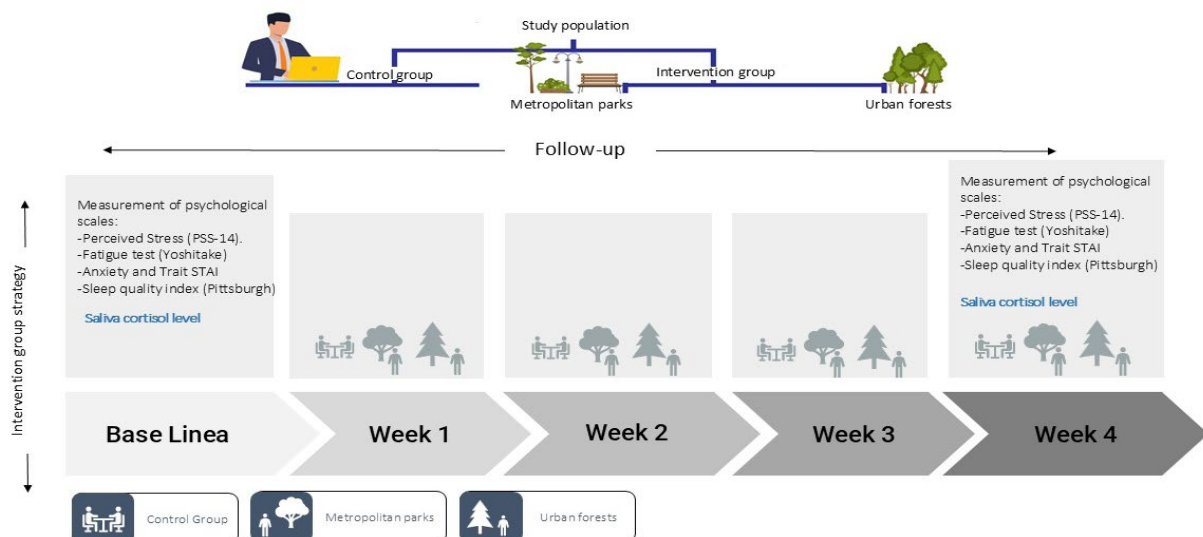 Study population
Control group
Intervention group
Metropolitan parks
Urban forests
Follow-up
Intervention group strategy
Measurement of psychological
scales:
-Perceived Stress (PSS-14).
-Fatigue test (Yoshitake)
-Anxiety and Trait STAI
-Sleep quality index (Pittsburgh)
Saliva cortisol level
Measurement of psychological
scales:
-Perceived Stress (PSS-14).
-Fatigue test (Yoshitake)
-Anxiety and Trait STAI
-Sleep quality index (Pittsburgh)
Saliva cortisol level
Base Linea
Week 1
Week 2
Week 3
Week 4
Control Group
Metropolitan parks
Urban forests